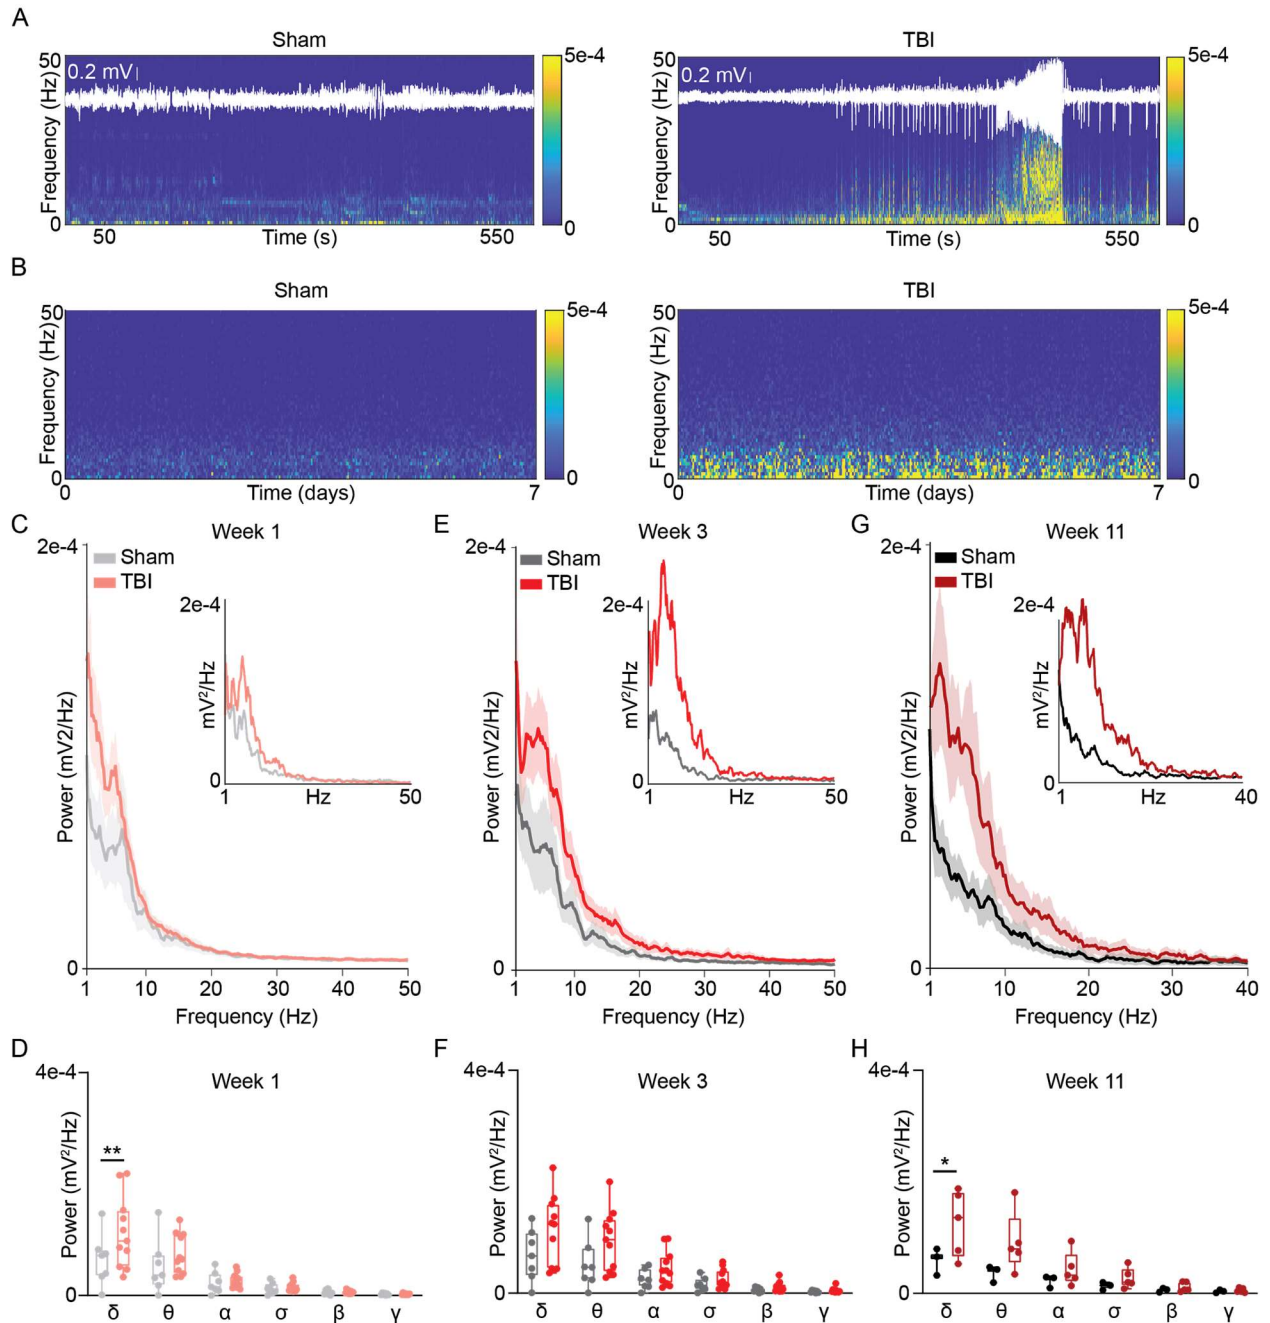 A
Sham
TBI
Frequency (Hz)
50
0
0.2 mV
5e-4
0
50
Time (s)
550
Frequency (Hz)
50
0
0.2 mV
5e-4
0
50
Time (s)
550
B
Sham
TBI
Frequency (Hz)
50
0
5e-4
0
0
Time (days)
7
Frequency (Hz)
50
0
5e-4
0
0
Time (days)
7
C
Week 1
2e-4
Sham
TBI
Power (mV2/Hz)
0
2e-4
mV²/Hz
0
1
Hz
50
1
10
20
30
40
50
Frequency (Hz)
E
Week 3
2e-4
Sham
TBI
Power (mV2/Hz)
0
2e-4
mV²/Hz
0
1
Hz
50
1
10
20
30
40
50
Frequency (Hz)
G
Week 11
2e-4
Sham
TBI
Power (mV2/Hz)
0
2e-4
mV²/Hz
0
1
Hz
40
1
10
20
30
40
Frequency (Hz)
D
Week 1
4e-4
Power (mV²/Hz)
0
**
δ θ α σ β γ
F
Week 3
4e-4
Power (mV²/Hz)
0
δ θ α σ β γ
H
Week 11
4e-4
Power (mV²/Hz)
0
*
δ θ α σ β γ